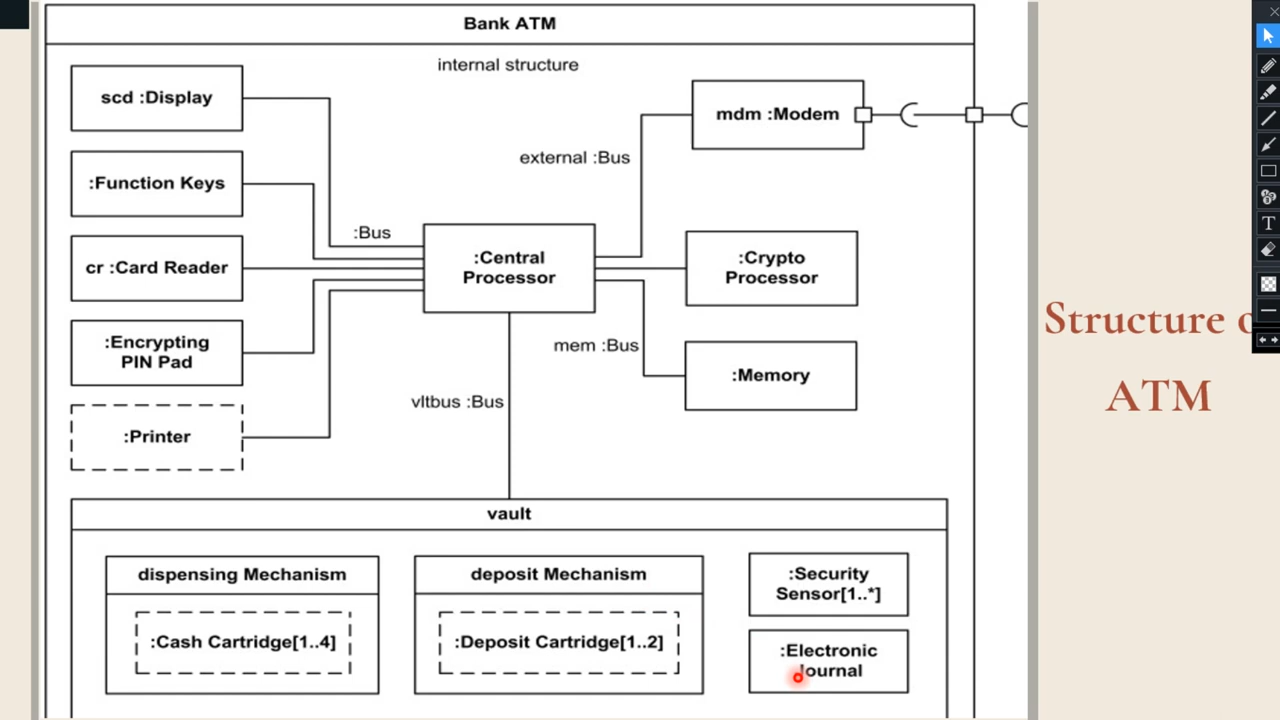 Bank ATM
internal structure
scd :Display
mdm :Modem
external :Bus
:Function Keys
:Bus
cr :Card Reader
:Central
Processor
:Crypto
Processor
:Encrypting
PIN Pad
mem :Bus
:Memory
vltbus :Bus
:Printer
vault
dispensing Mechanism
:Cash Cartridge[1..4]
deposit Mechanism
:Deposit Cartridge[1..2]
:Security
Sensor[1..*]
:Electronic
Journal
Structure o
ATM
T